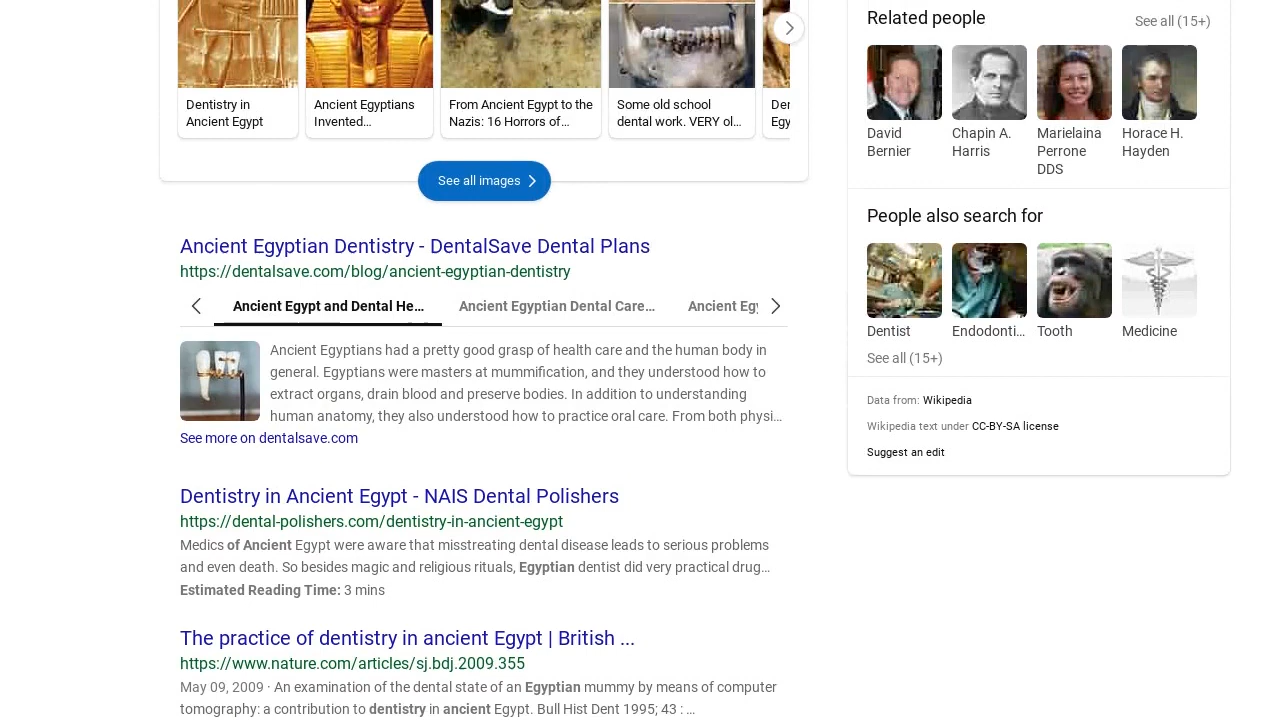 Dentistry in
Ancient Egypt
Ancient Egyptians
Invented…
From Ancient Egypt to the
Nazis: 16 Horrors of…
Some old school
dental work. VERY ol…
Der
Egy
See all images
Ancient Egyptian Dentistry - DentalSave Dental Plans
https://dentalsave.com/blog/ancient-egyptian-dentistry
Ancient Egypt and Dental He…
Ancient Egyptian Dental Care…
Ancient Egy
Ancient Egyptians had a pretty good grasp of health care and the human body in
general. Egyptians were masters at mummification, and they understood how to
extract organs, drain blood and preserve bodies. In addition to understanding
human anatomy, they also understood how to practice oral care. From both physi…
See more on dentalsave.com
Dentistry in Ancient Egypt - NAIS Dental Polishers
https://dental-polishers.com/dentistry-in-ancient-egypt
Medics of Ancient Egypt were aware that misstreating dental disease leads to serious problems
and even death. So besides magic and religious rituals, Egyptian dentist did very practical drug…
Estimated Reading Time: 3 mins
The practice of dentistry in ancient Egypt | British ...
https://www.nature.com/articles/sj.bdj.2009.355
May 09, 2009 · An examination of the dental state of an Egyptian mummy by means of computer
tomography: a contribution to dentistry in ancient Egypt. Bull Hist Dent 1995; 43 : …
Related people
See all (15+)
David
Bernier
Chapin A.
Harris
Marielaina
Perrone
DDS
Horace H.
Hayden
People also search for
Dentist
Endodonti…
Tooth
Medicine
See all (15+)
Data from: Wikipedia
Wikipedia text under CC-BY-SA license
Suggest an edit